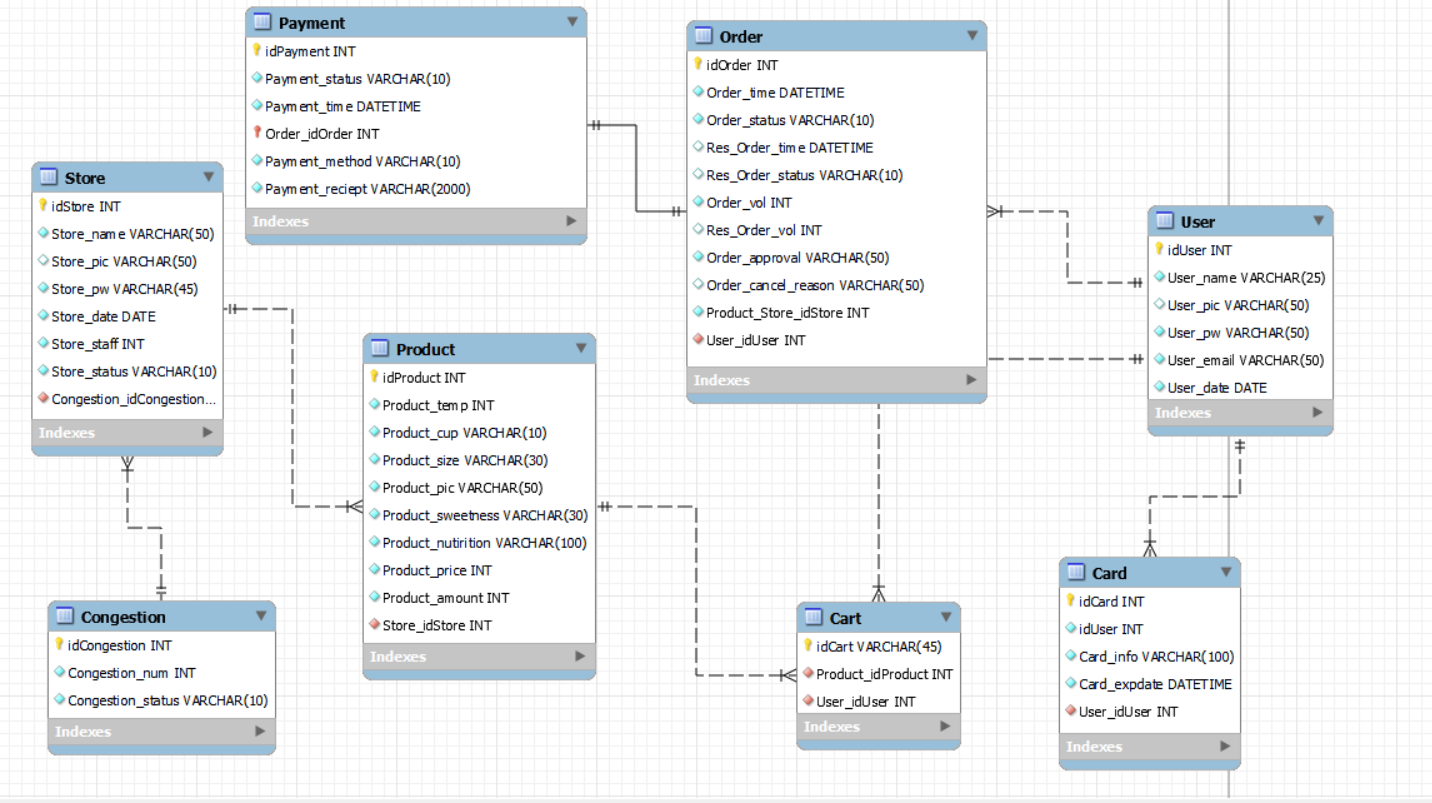 Payment
idPayment INT
Payment_status VARCHAR(10)
Payment_time DATETIME
Order_idOrder INT
Payment_method VARCHAR(10)
Payment_reciept VARCHAR(2000)
Indexes
Order
idOrder INT
Order_time DATETIME
Order_status VARCHAR(10)
Res_Order_time DATETIME
Res_Order_status VARCHAR(10)
Order_vol INT
Res_Order_vol INT
Order_approval VARCHAR(50)
Order_cancel_reason VARCHAR(50)
Product_Store_idStore INT
User_idUser INT
Indexes
Store
idStore INT
Store_name VARCHAR(50)
Store_pic VARCHAR(50)
Store_pw VARCHAR(45)
Store_date DATE
Store_staff INT
Store_status VARCHAR(10)
Congestion_idCongestion...
Indexes
User
idUser INT
User_name VARCHAR(25)
User_pic VARCHAR(50)
User_pw VARCHAR(50)
User_email VARCHAR(50)
User_date DATE
Indexes
Product
idProduct INT
Product_temp INT
Product_cup VARCHAR(10)
Product_size VARCHAR(30)
Product_pic VARCHAR(50)
Product_sweetness VARCHAR(30)
Product_nutirition VARCHAR(100)
Product_price INT
Product_amount INT
Store_idStore INT
Indexes
Congestion
idCongestion INT
Congestion_num INT
Congestion_status VARCHAR(10)
Indexes
Cart
idCart VARCHAR(45)
Product_idProduct INT
User_idUser INT
Indexes
Card
idCard INT
idUser INT
Card_info VARCHAR(100)
Card_expdate DATETIME
User_idUser INT
Indexes